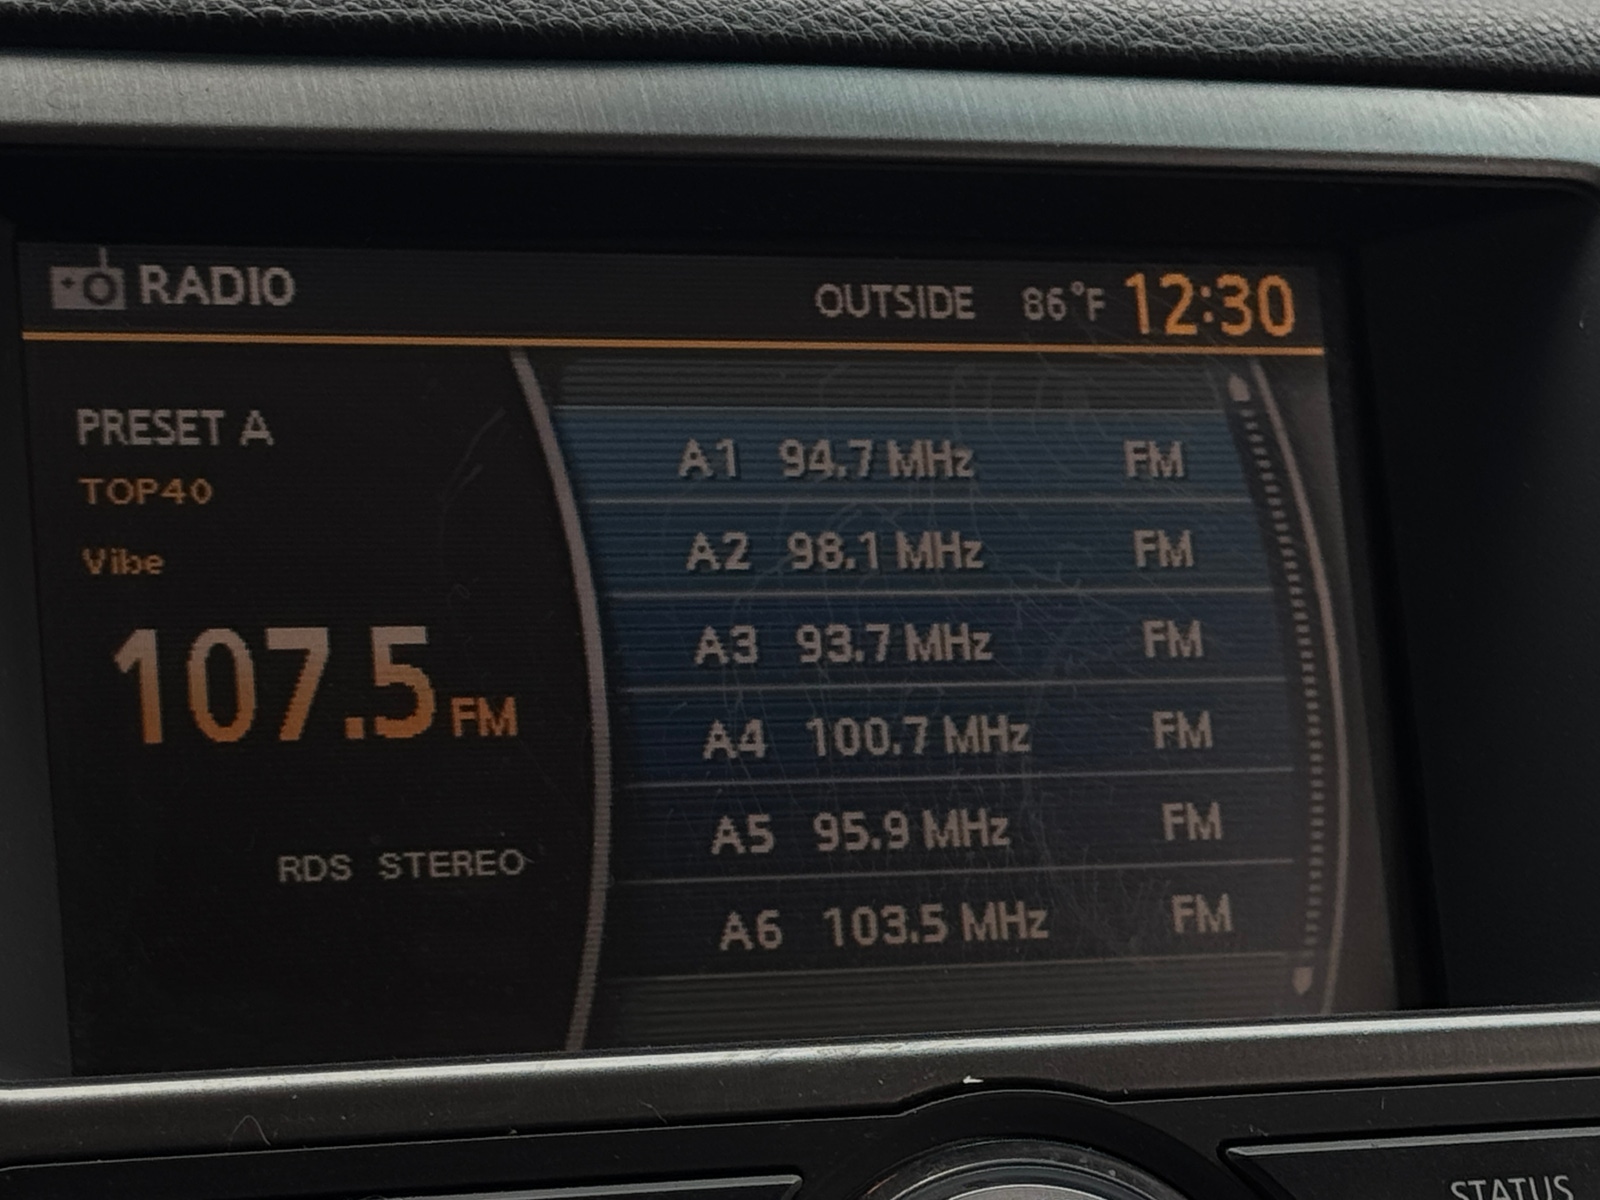 RADIO
OUTSIDE 86°F 12:30
PRESET A
TOP40
Vibe
107.5 FM
RDS STEREO
A1 94.7 MHz FM
A2 98.1 MHz FM
A3 93.7 MHz FM
A4 100.7 MHz FM
A5 95.9 MHz FM
A6 103.5 MHz FM
STATUS